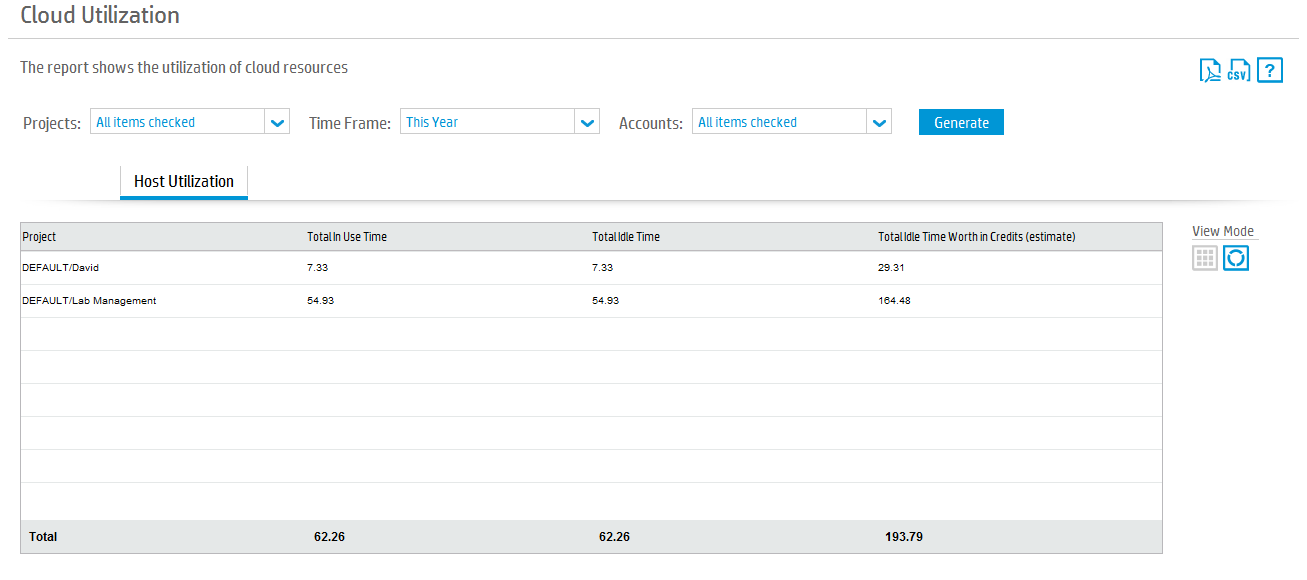 Cloud Utilization
The report shows the utilization of cloud resources
CSV ?
Projects: All items checked Time Frame: This Year Accounts: All items checked Generate
Host Utilization
Project Total In Use Time Total Idle Time Total Idle Time Worth in Credits (estimate) View Mode
DEFAULT/David 7.33 7.33 29.31
DEFAULT/Lab Management 54.93 54.93 164.48
Total 62.26 62.26 193.79